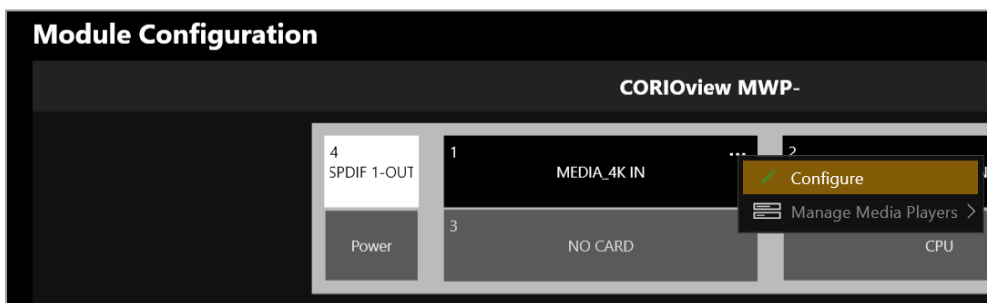 Module Configuration
CORIOview MWP-
4
SPDIF 1-OUT
1
...
MEDIA_4K IN
2
Configure
Manage Media Players >
Power
3
NO CARD
CPU